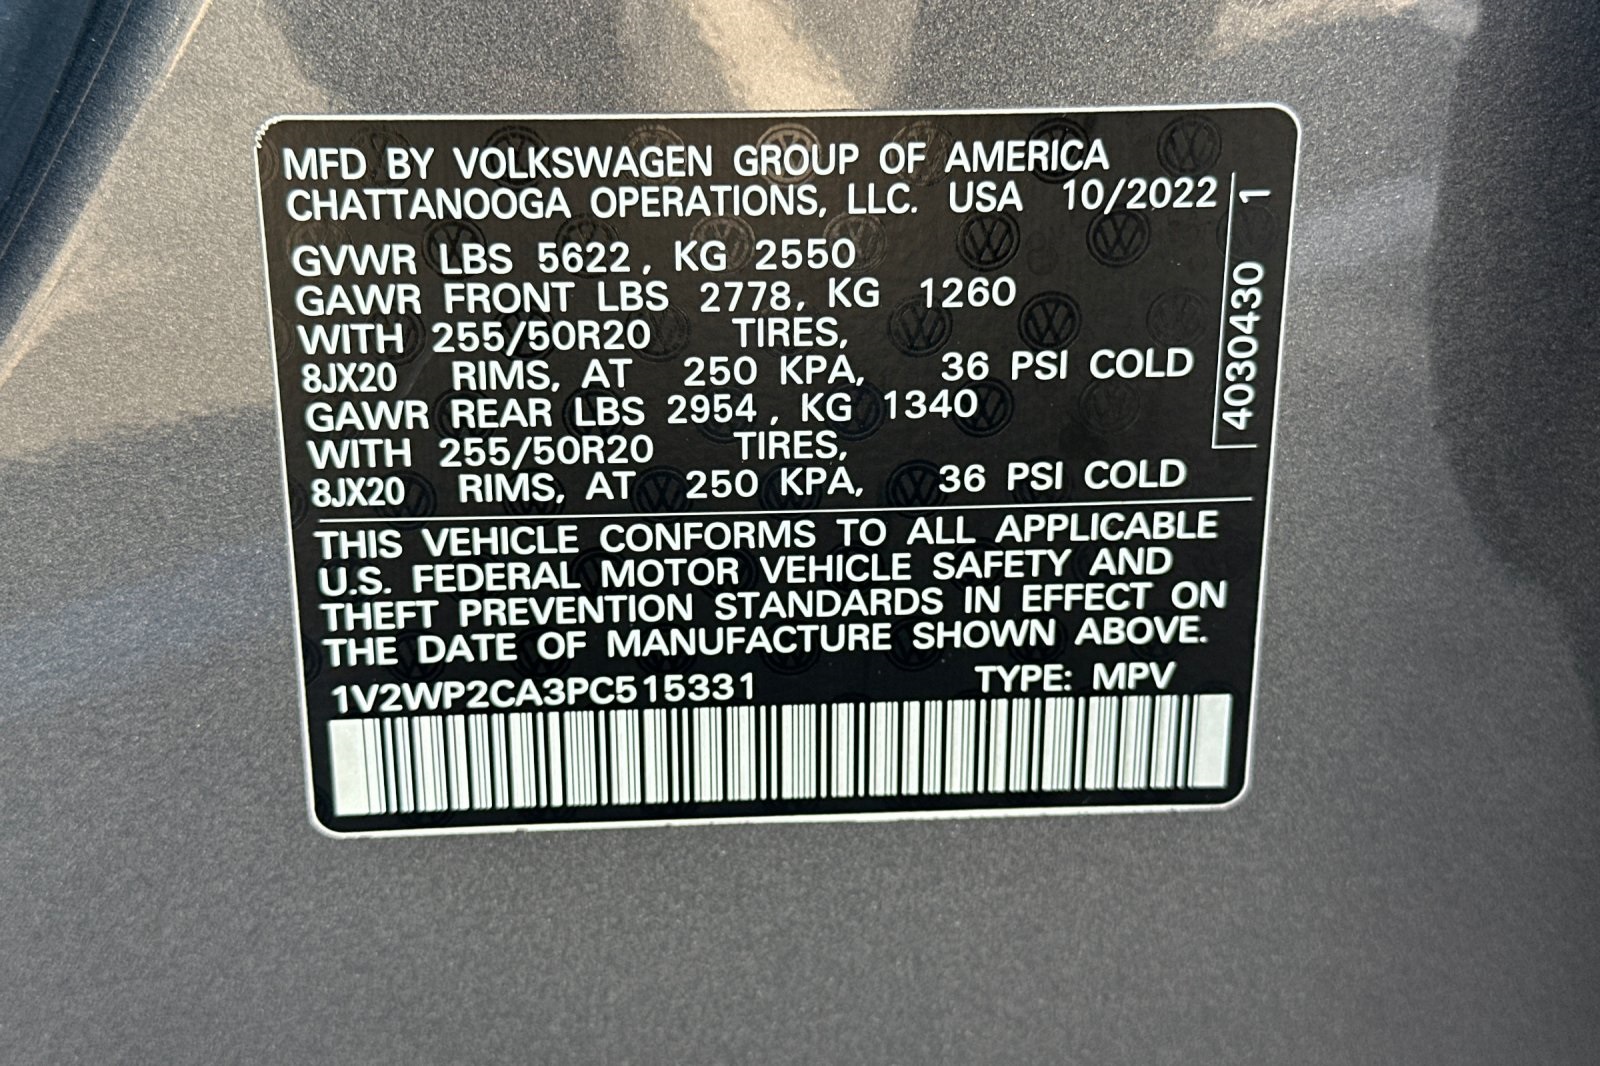 MFD BY VOLKSWAGEN GROUP OF AMERICA
CHATTANOOGA OPERATIONS, LLC. USA 10/2022
GVWR LBS 5622, KG 2550
GAWR FRONT LBS 2778, KG 1260
WITH 255/50R20 TIRES,
8JX20 RIMS, AT 250 KPA, 36 PSI COLD
GAWR REAR LBS 2954, KG 1340
WITH 255/50R20 TIRES,
8JX20 RIMS, AT 250 KPA, 36 PSI COLD
40304301
THIS VEHICLE CONFORMS TO ALL APPLICABLE
U.S. FEDERAL MOTOR VEHICLE SAFETY AND
THEFT PREVENTION STANDARDS IN EFFECT ON
THE DATE OF MANUFACTURE SHOWN ABOVE.
1V2WP2CA3PC515331 TYPE: MPV